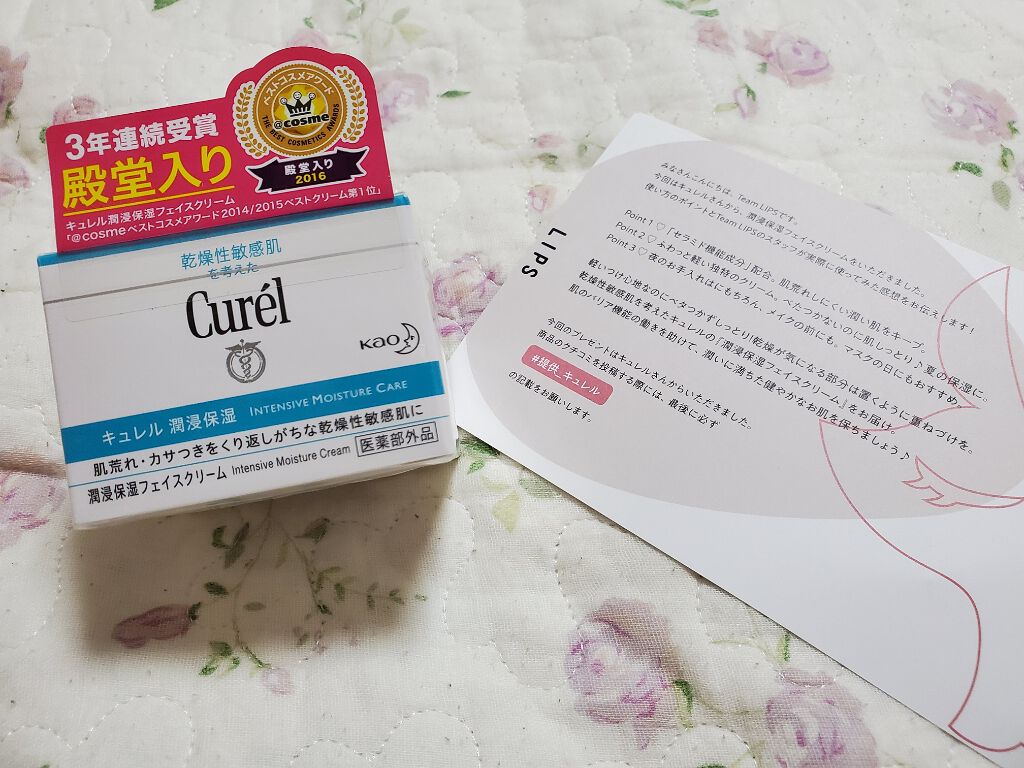 ベストコスメアワード
@cosme
THE BEST COSMETICS AWARDS
殿堂入り
2016
3年連続受賞
殿堂入り
キュレル潤浸保湿フェイスクリーム
「@cosmeベストコスメアワード2014/2015ベストクリーム第1位」
乾燥性敏感肌
を考えた
Curél
Kao
キュレル 潤浸保湿 INTENSIVE MOISTURE CARE
肌荒れ・カサつきをくり返しがちな乾燥性敏感肌に
潤浸保湿フェイスクリーム Intensive Moisture Cream 医薬部外品
LIPS
みなさんこんにちは、Team LIPSです。
今回はキュレルさんから、潤浸保湿フェイスクリームをいただきました。
使い方のポイントとTeam LIPSのスタッフが実際に使ってみた感想をお伝えします！
Point 1♡「セラミド機能成分」配合。肌荒れしにくい潤い肌をキープ。
Point 2♡ふわっと軽い独特のクリーム。べたつかないのに肌しっとり♪夏の保湿に。
Point 3♡夜のお手入れはにもちろん、メイクの前にも、マスクの日にもおすすめ。
軽いつけ心地なのにベタつかずしっとり！乾燥が気になる部分は置くように重ねづけを。
乾燥性敏感肌を考えたキュレルの『潤浸保湿フェイスクリーム』をお届け。
肌のバリア機能の働きを助けて、潤いに満ちた健やかなお肌を保ちましょう♪
今回のプレゼントはキュレルさんからいただきました。
商品のクチコミを投稿する際には、最後に必ず
#提供_キュレル
の記載をお願いします。